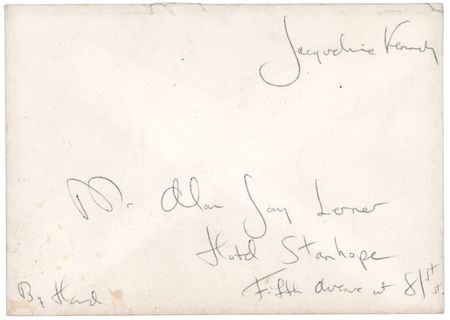 Jacqueline Kennedy
Mr Alan Jay Lerner
Hotel Stanhope
Fifth Avenue at 81st St
By Hand